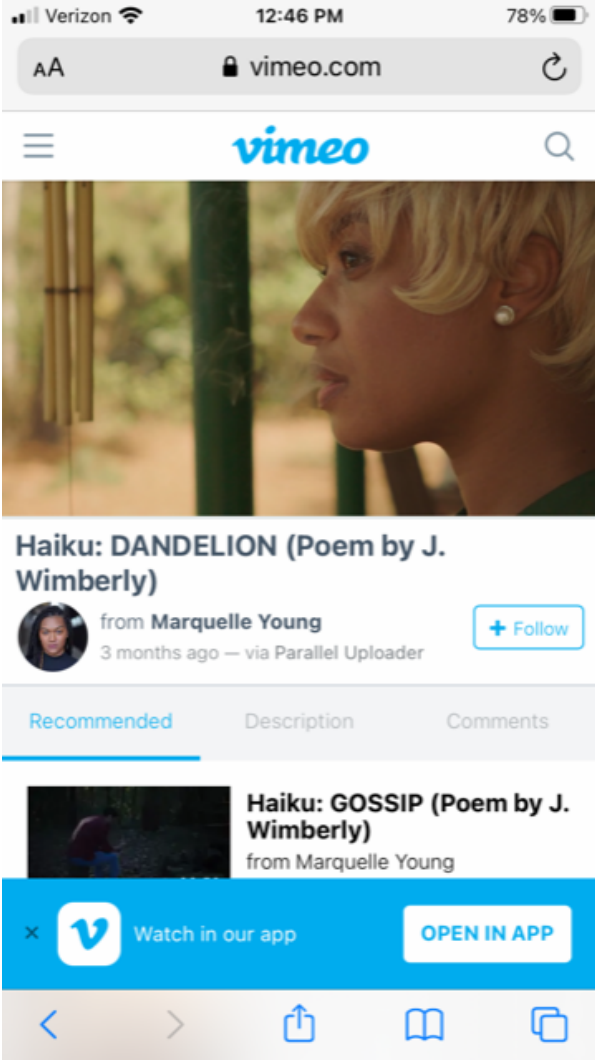 Verizon 12:46 PM 78%
AA vimeo.com
vimeo
Haiku: DANDELION (Poem by J.
Wimberly)
from Marquelle Young
+ Follow
3 months ago — via Parallel Uploader
Recommended Description Comments
Haiku: GOSSIP (Poem by J.
Wimberly)
from Marquelle Young
× v Watch in our app OPEN IN APP